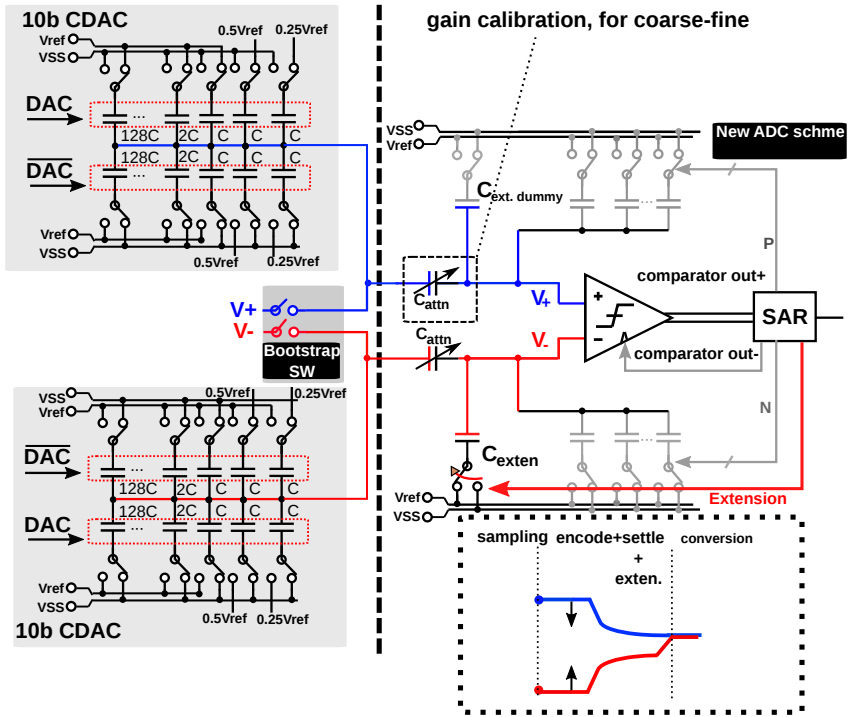 10b CDAC
Vref
VSS
0.5Vref
0.25Vref
DAC
...
128C 2C C C C
128C 2C C C C
...
DAC
Vref
VSS
0.5Vref
0.25Vref
V+
V-
Bootstrap
SW
VSS
Vref
0.5Vref
0.25Vref
DAC
...
128C 2C C C C
128C 2C C C C
...
DAC
Vref
VSS
0.5Vref
0.25Vref
10b CDAC
gain calibration, for coarse-fine
VSS
Vref
New ADC schme
Cext. dummy
...
P
Cattn
V+
+
comparator out+
SAR
Cattn
V-
-
comparator out-
N
...
Cexten
Vref
VSS
Extension
sampling encode+settle conversion
+
exten.